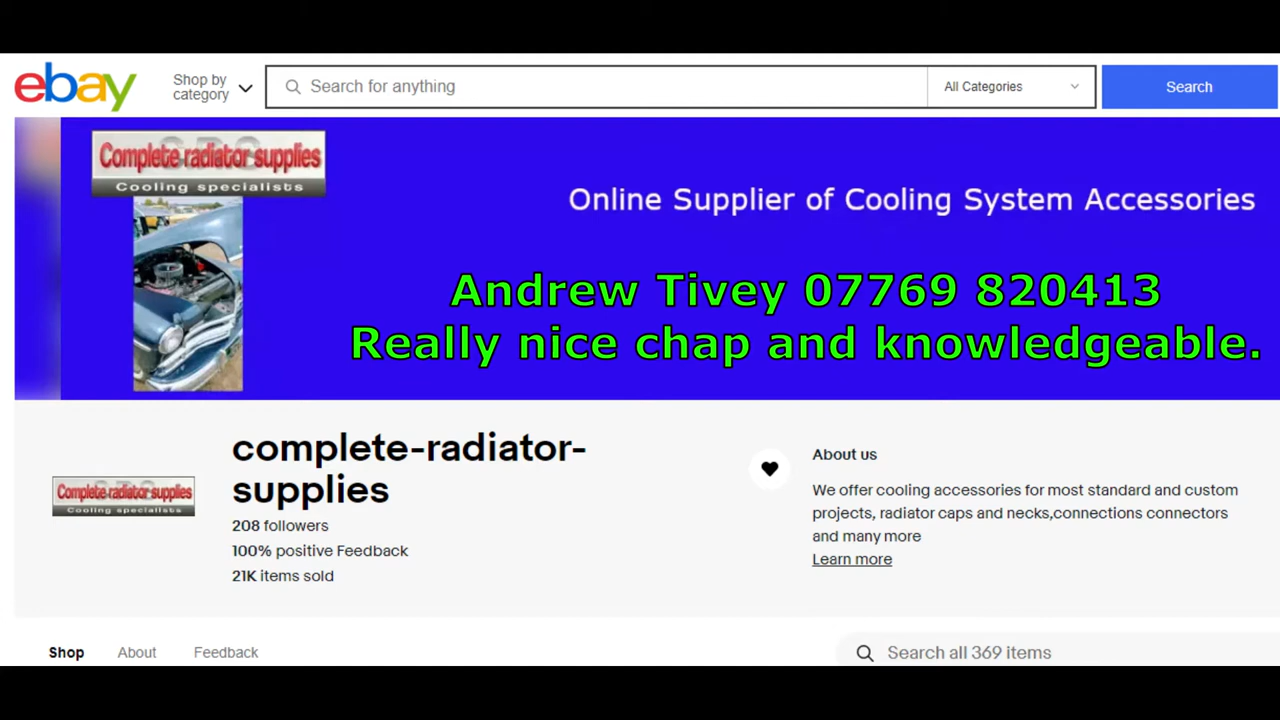 ebay
Shop by
category
Search for anything
All Categories
Search
Complete radiator supplies
Cooling specialists
Online Supplier of Cooling System Accessories
Andrew Tivey 07769 820413
Really nice chap and knowledgeable.
complete-radiator-
supplies
Complete radiator supplies
Cooling specialists
208 followers
100% positive Feedback
21K items sold
About us
We offer cooling accessories for most standard and custom
projects, radiator caps and necks,connections connectors
and many more
Learn more
Shop
About
Feedback
Search all 369 items